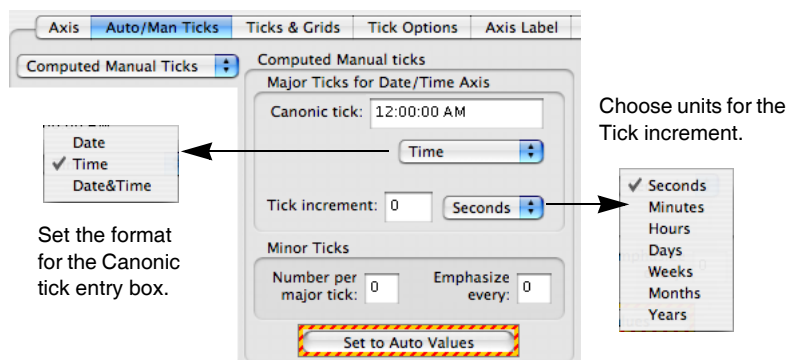 Axis Auto/Man Ticks Ticks & Grids Tick Options Axis Label
Computed Manual Ticks
Computed Manual ticks
Major Ticks for Date/Time Axis
Canonic tick: 12:00:00 AM
Time
Tick increment: 0 Seconds
Minor Ticks
Number per major tick: 0
Emphasize every: 0
Set to Auto Values
Date
✓ Time
Date&Time
Set the format
for the Canonic
tick entry box.
Choose units for the
Tick increment.
✓ Seconds
Minutes
Hours
Days
Weeks
Months
Years